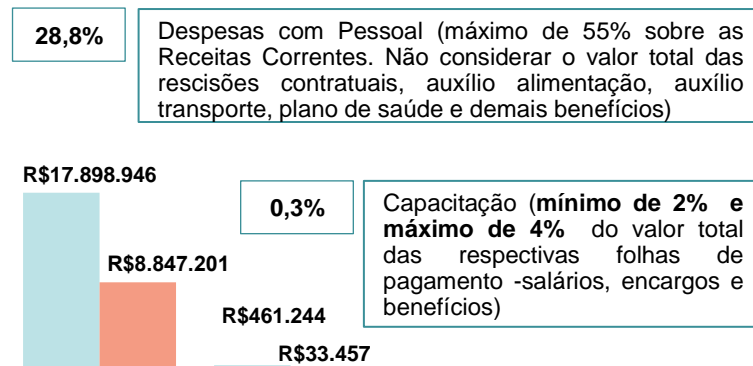 28,8%
Despesas com Pessoal (máximo de 55% sobre as
Receitas Correntes. Não considerar o valor total das
rescisões contratuais, auxílio alimentação, auxílio
transporte, plano de saúde e demais benefícios)
R$17.898.946
0,3%
Capacitação (mínimo de 2% e
máximo de 4% do valor total
das respectivas folhas de
pagamento -salários, encargos e
benefícios)
R$8.847.201
R$461.244
R$33.457